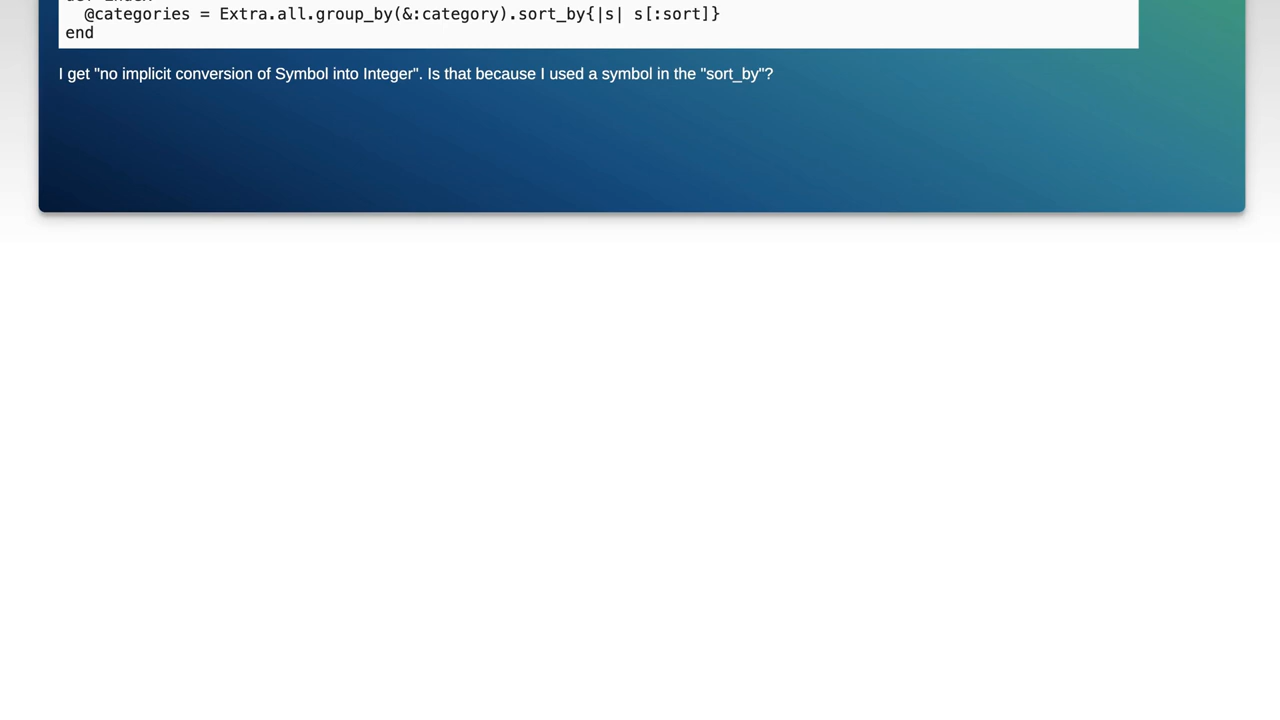 @categories = Extra.all.group_by(&:category).sort_by{|s| s[:sort]}
end
I get "no implicit conversion of Symbol into Integer". Is that because I used a symbol in the "sort_by"?